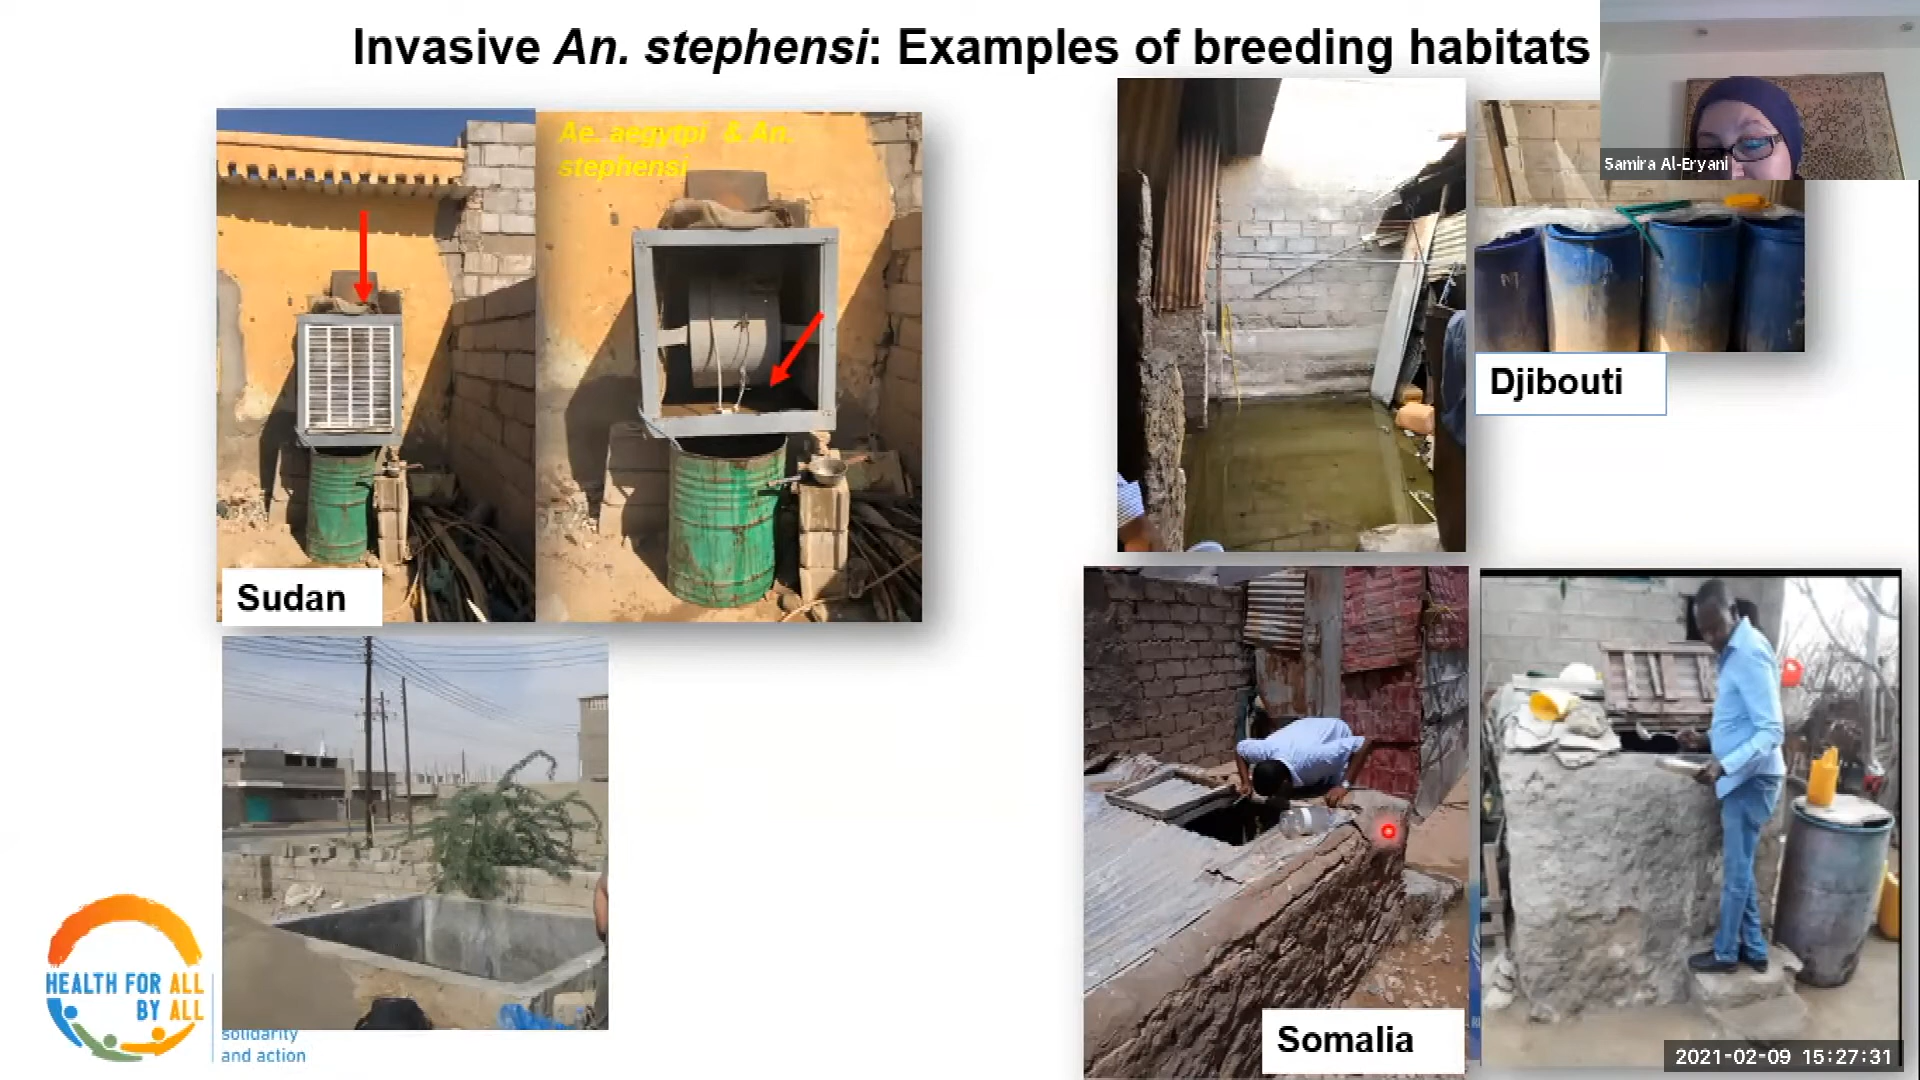 Invasive An. stephensi: Examples of breeding habitats
Samira Al-Eryani
Ae. aegytpi & An.
stephensi
Djibouti
Sudan
HEALTH FOR ALL
BY ALL
solidarity
and action
Somalia
2021-02-09 15:27:31